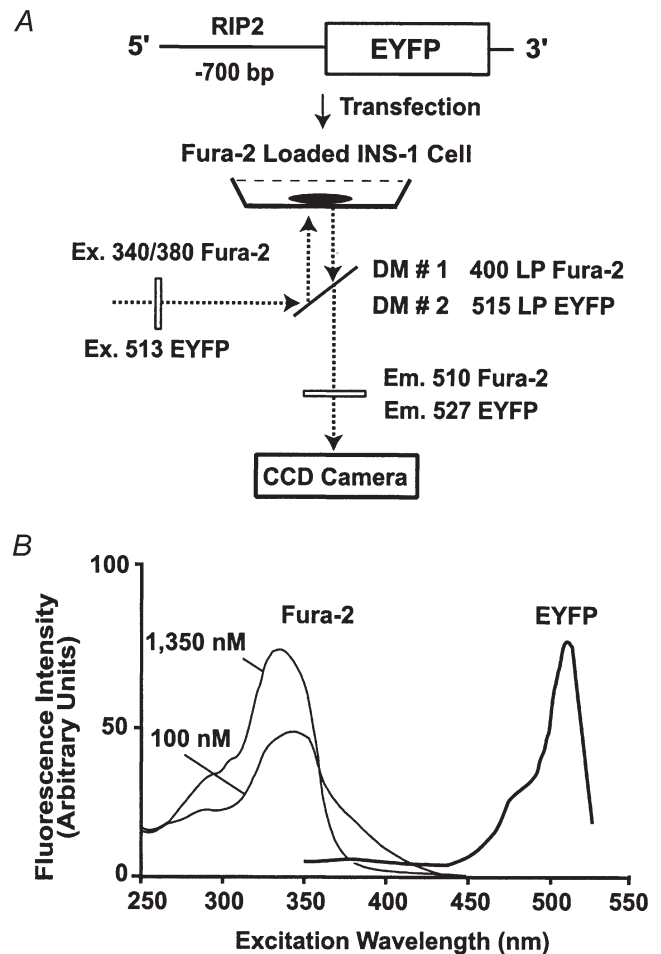 A
RIP2
5'
EYFP
3'
-700 bp
Transfection
Fura-2 Loaded INS-1 Cell
Ex. 340/380 Fura-2
DM # 1 400 LP Fura-2
DM # 2 515 LP EYFP
Ex. 513 EYFP
Em. 510 Fura-2
Em. 527 EYFP
CCD Camera
B
100
50
0
Fluorescence Intensity
(Arbitrary Units)
Fura-2
EYFP
1,350 nM
100 nM
250 300 350 400 450 500 550
Excitation Wavelength (nm)